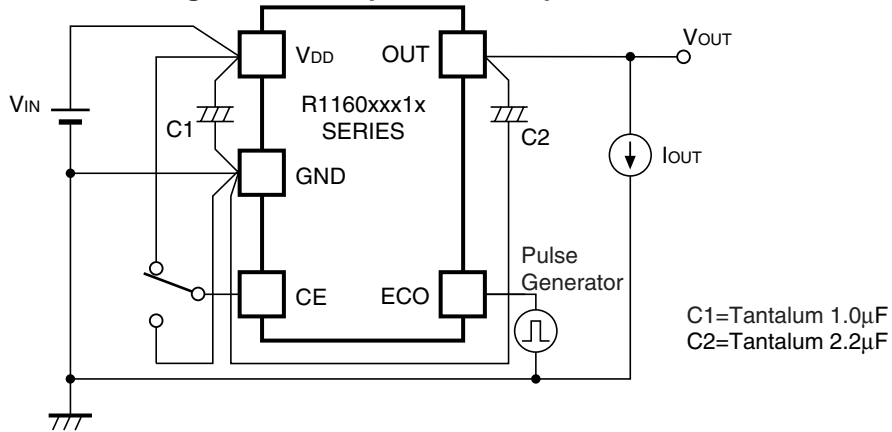 VDD
OUT
VOUT
VIN
C1
R1160xxx1x
SERIES
C2
GND
IOUT
Pulse
Generator
CE
ECO
C1=Tantalum 1.0μF
C2=Tantalum 2.2μF